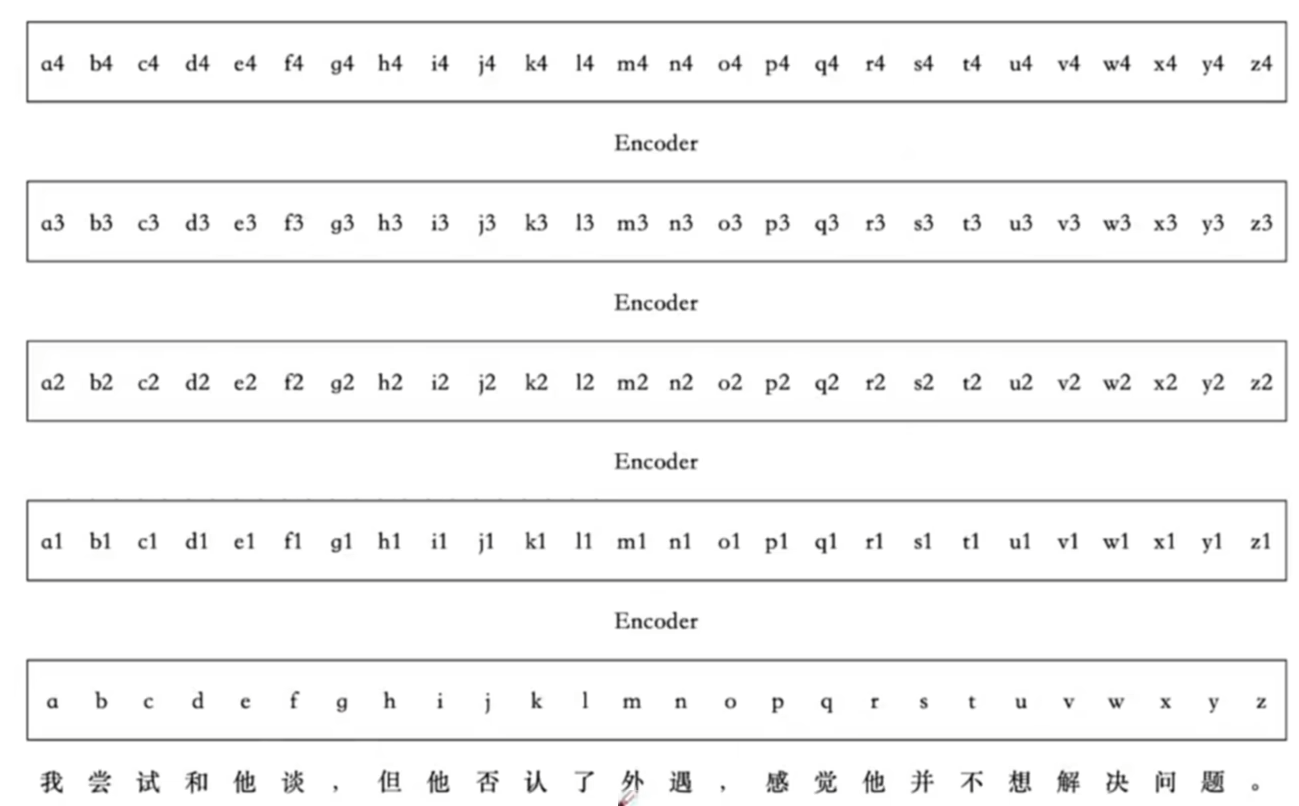 a4 b4 c4 d4 e4 f4 g4 h4 i4 j4 k4 l4 m4 n4 o4 p4 q4 r4 s4 t4 u4 v4 w4 x4 y4 z4
Encoder
a3 b3 c3 d3 e3 f3 g3 h3 i3 j3 k3 l3 m3 n3 o3 p3 q3 r3 s3 t3 u3 v3 w3 x3 y3 z3
Encoder
a2 b2 c2 d2 e2 f2 g2 h2 i2 j2 k2 l2 m2 n2 o2 p2 q2 r2 s2 t2 u2 v2 w2 x2 y2 z2
Encoder
a1 b1 c1 d1 e1 f1 g1 h1 i1 j1 k1 l1 m1 n1 o1 p1 q1 r1 s1 t1 u1 v1 w1 x1 y1 z1
Encoder
a b c d e f g h i j k l m n o p q r s t u v w x y z
我 尝 试 和 他 谈 , 但 他 否 认 了 外 遇 , 感 觉 他 并 不 想 解 决 问 题 。